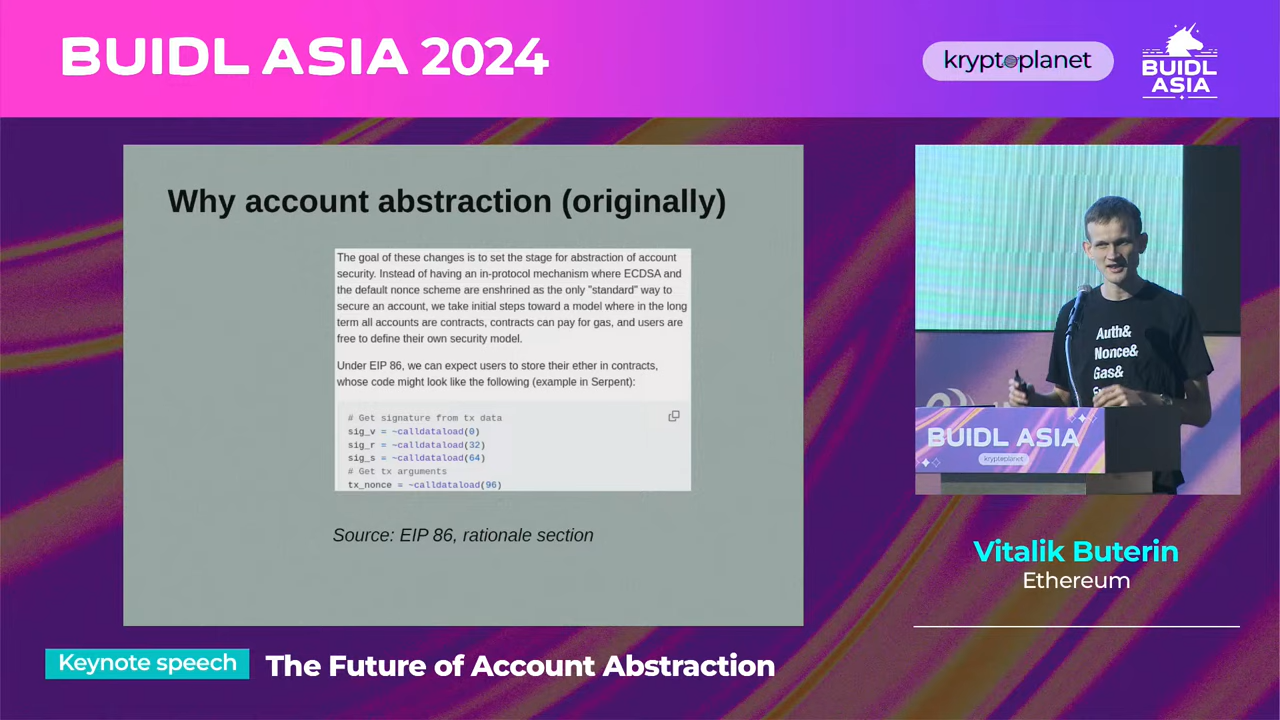 BUIDL ASIA 2024
kryptoplanet
BUIDL
ASIA
Why account abstraction (originally)
The goal of these changes is to set the stage for abstraction of account
security. Instead of having an in-protocol mechanism where ECDSA and
the default nonce scheme are enshrined as the only "standard" way to
secure an account, we take initial steps toward a model where in the long
term all accounts are contracts, contracts can pay for gas, and users are
free to define their own security model.
Under EIP 86, we can expect users to store their ether in contracts,
whose code might look like the following (example in Serpent):
# Get signature from tx data
sig_v = ~calldataload(0)
sig_r = ~calldataload(32)
sig_s = ~calldataload(64)
# Get tx arguments
tx_nonce = ~calldataload(96)
Source: EIP 86, rationale section
Auth&
Nonce&
Gas&
BUIDL ASIA
kryptoplanet
Vitalik Buterin
Ethereum
Keynote speech
The Future of Account Abstraction